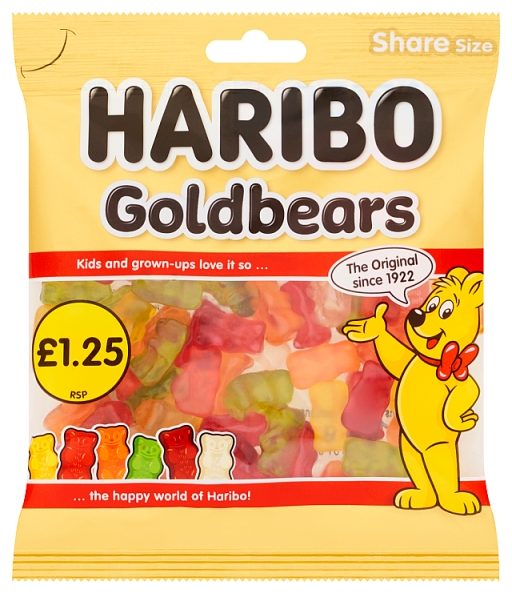 Share Size
HARIBO
Goldbears
Kids and grown-ups love it so ...
The Original
since 1922
£1.25
RSP
... the happy world of Haribo!